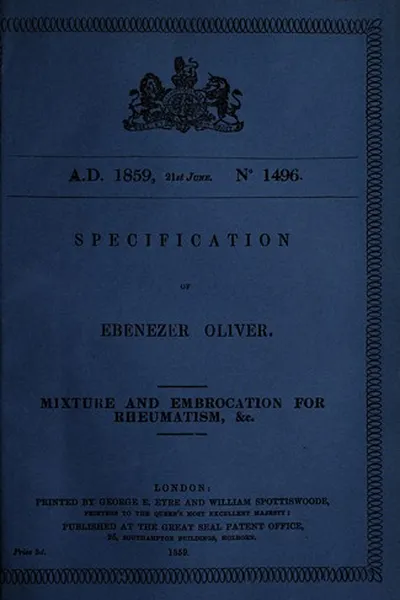 A.D. 1859, 21st JUNE. Nº 1496.
SPECIFICATION
OF
EBENEZER OLIVER.
MIXTURE AND EMBROCATION FOR
RHEUMATISM, &c.
LONDON:
PRINTED BY GEORGE E. EYRE AND WILLIAM SPOTTISWOODE,
PRINTERS TO THE QUEEN'S MOST EXCELLENT MAJESTY:
PUBLISHED AT THE GREAT SEAL PATENT OFFICE,
25, SOUTHAMPTON BUILDINGS, HOLBORN.
Price 3d. 1859.